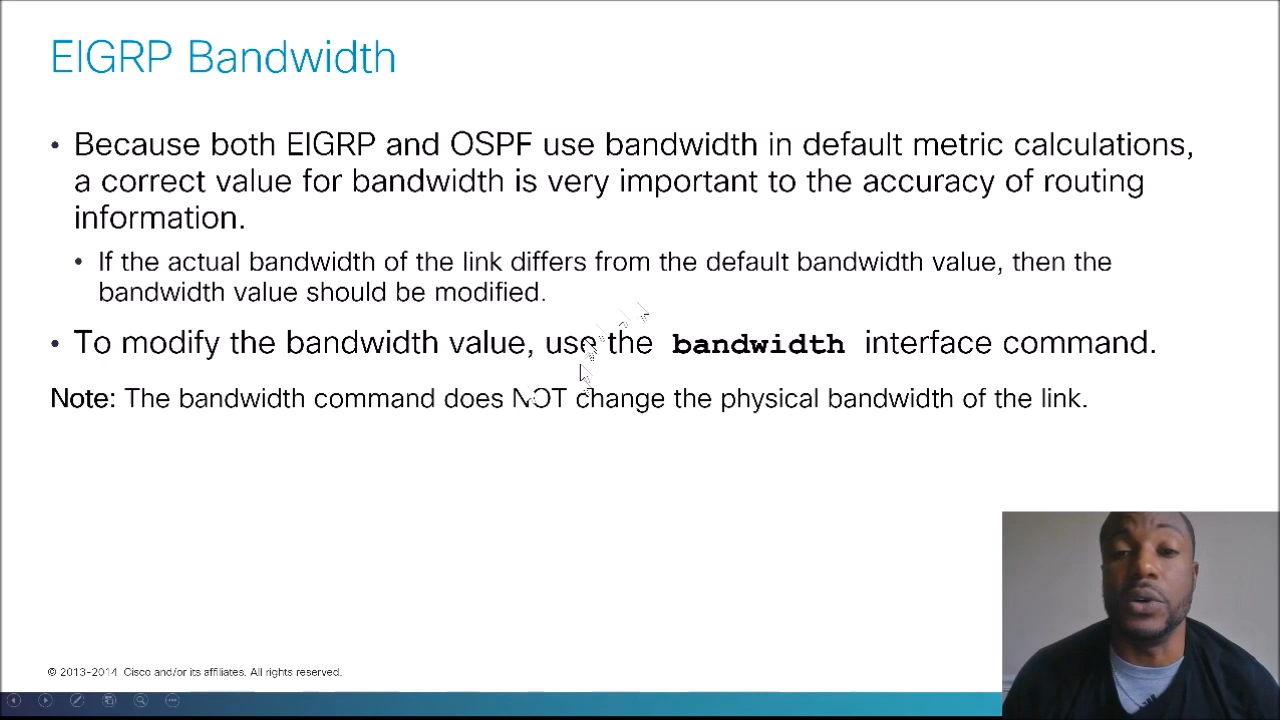 EIGRP Bandwidth
• Because both EIGRP and OSPF use bandwidth in default metric calculations,
a correct value for bandwidth is very important to the accuracy of routing
information.
• If the actual bandwidth of the link differs from the default bandwidth value, then the
bandwidth value should be modified.
• To modify the bandwidth value, use the bandwidth interface command.
Note: The bandwidth command does NOT change the physical bandwidth of the link.
© 2013-2014 Cisco and/or its affiliates. All rights reserved.